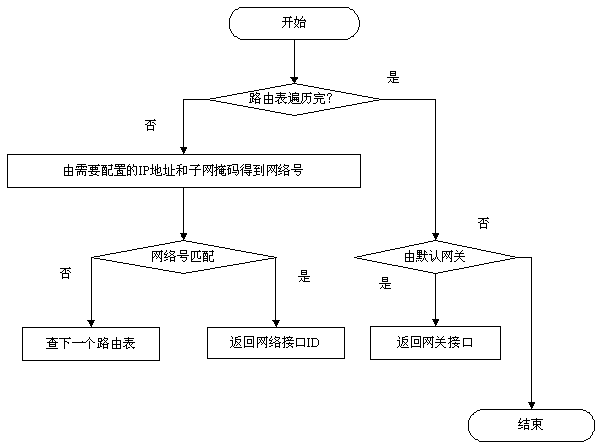 开始
是
路由表遍历完?
否
由需要配置的IP地址和子网掩码得到网络号
否
网络号匹配
由默认网关
否
是
是
查下一个路由表
返回网络接口ID
返回网关接口
结束